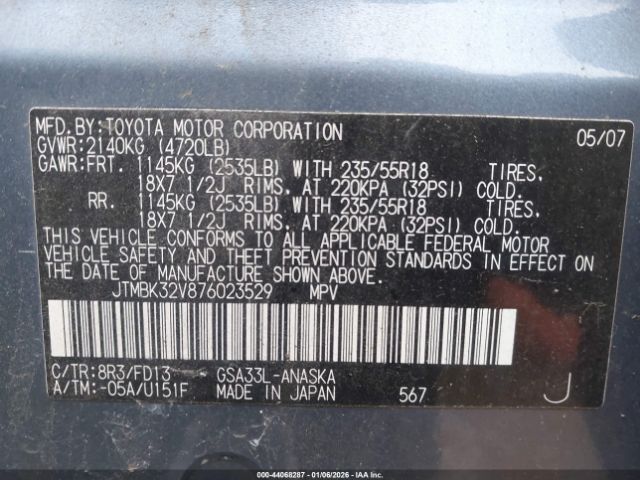 MFD.BY:TOYOTA MOTOR CORPORATION 05/07
GVWR:2140KG (4720LB)
GAWR:FRT. 1145KG (2535LB) WITH 235/55R18 TIRES,
18X7 1/2J RIMS, AT 220KPA (32PSI) COLD.
RR. 1145KG (2535LB) WITH 235/55R18 TIRES,
18X7 1/2J RIMS, AT 220KPA (32PSI) COLD.
THIS VEHICLE CONFORMS TO ALL APPLICABLE FEDERAL MOTOR
VEHICLE SAFETY AND THEFT PREVENTION STANDARDS IN EFFECT ON
THE DATE OF MANUFACTURE SHOWN ABOVE.
JTMBK32V876023529 MPV
C/TR:8R3/FD13 GSA33L-ANASKA
A/TM:-05A/U151F MADE IN JAPAN 567 J
000-44068287 - 01/06/2026 - IAA, Inc.